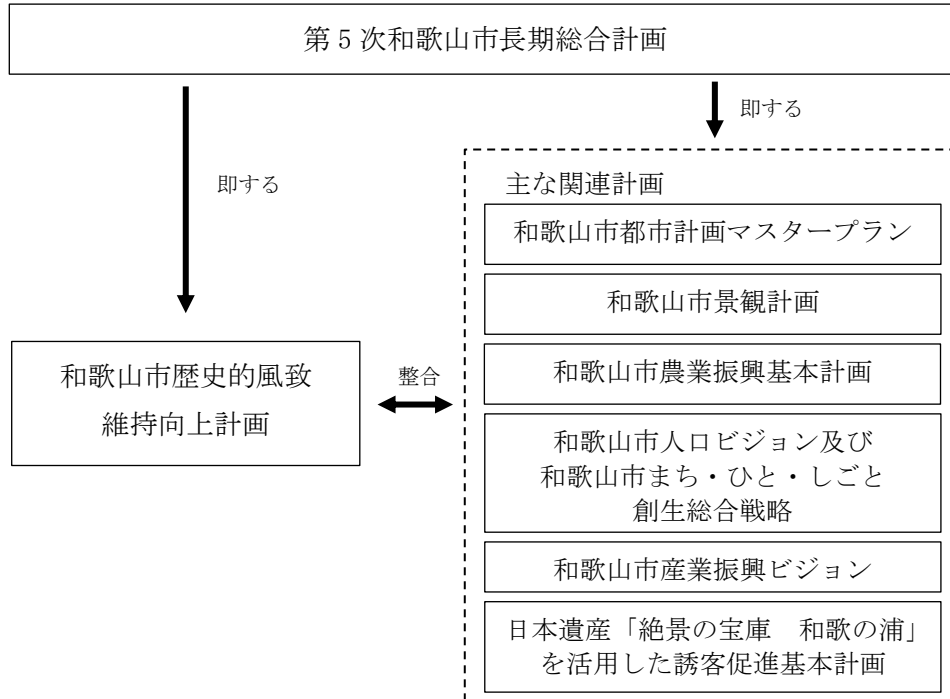 第5次和歌山市長期総合計画
即する
即する
主な関連計画
和歌山市都市計画マスタープラン
和歌山市景観計画
和歌山市歴史的風致
維持向上計画
整合
和歌山市農業振興基本計画
和歌山市人口ビジョン及び
和歌山市まち・ひと・しごと
創生総合戦略
和歌山市産業振興ビジョン
日本遺産「絶景の宝庫　和歌の浦」
を活用した誘客促進基本計画